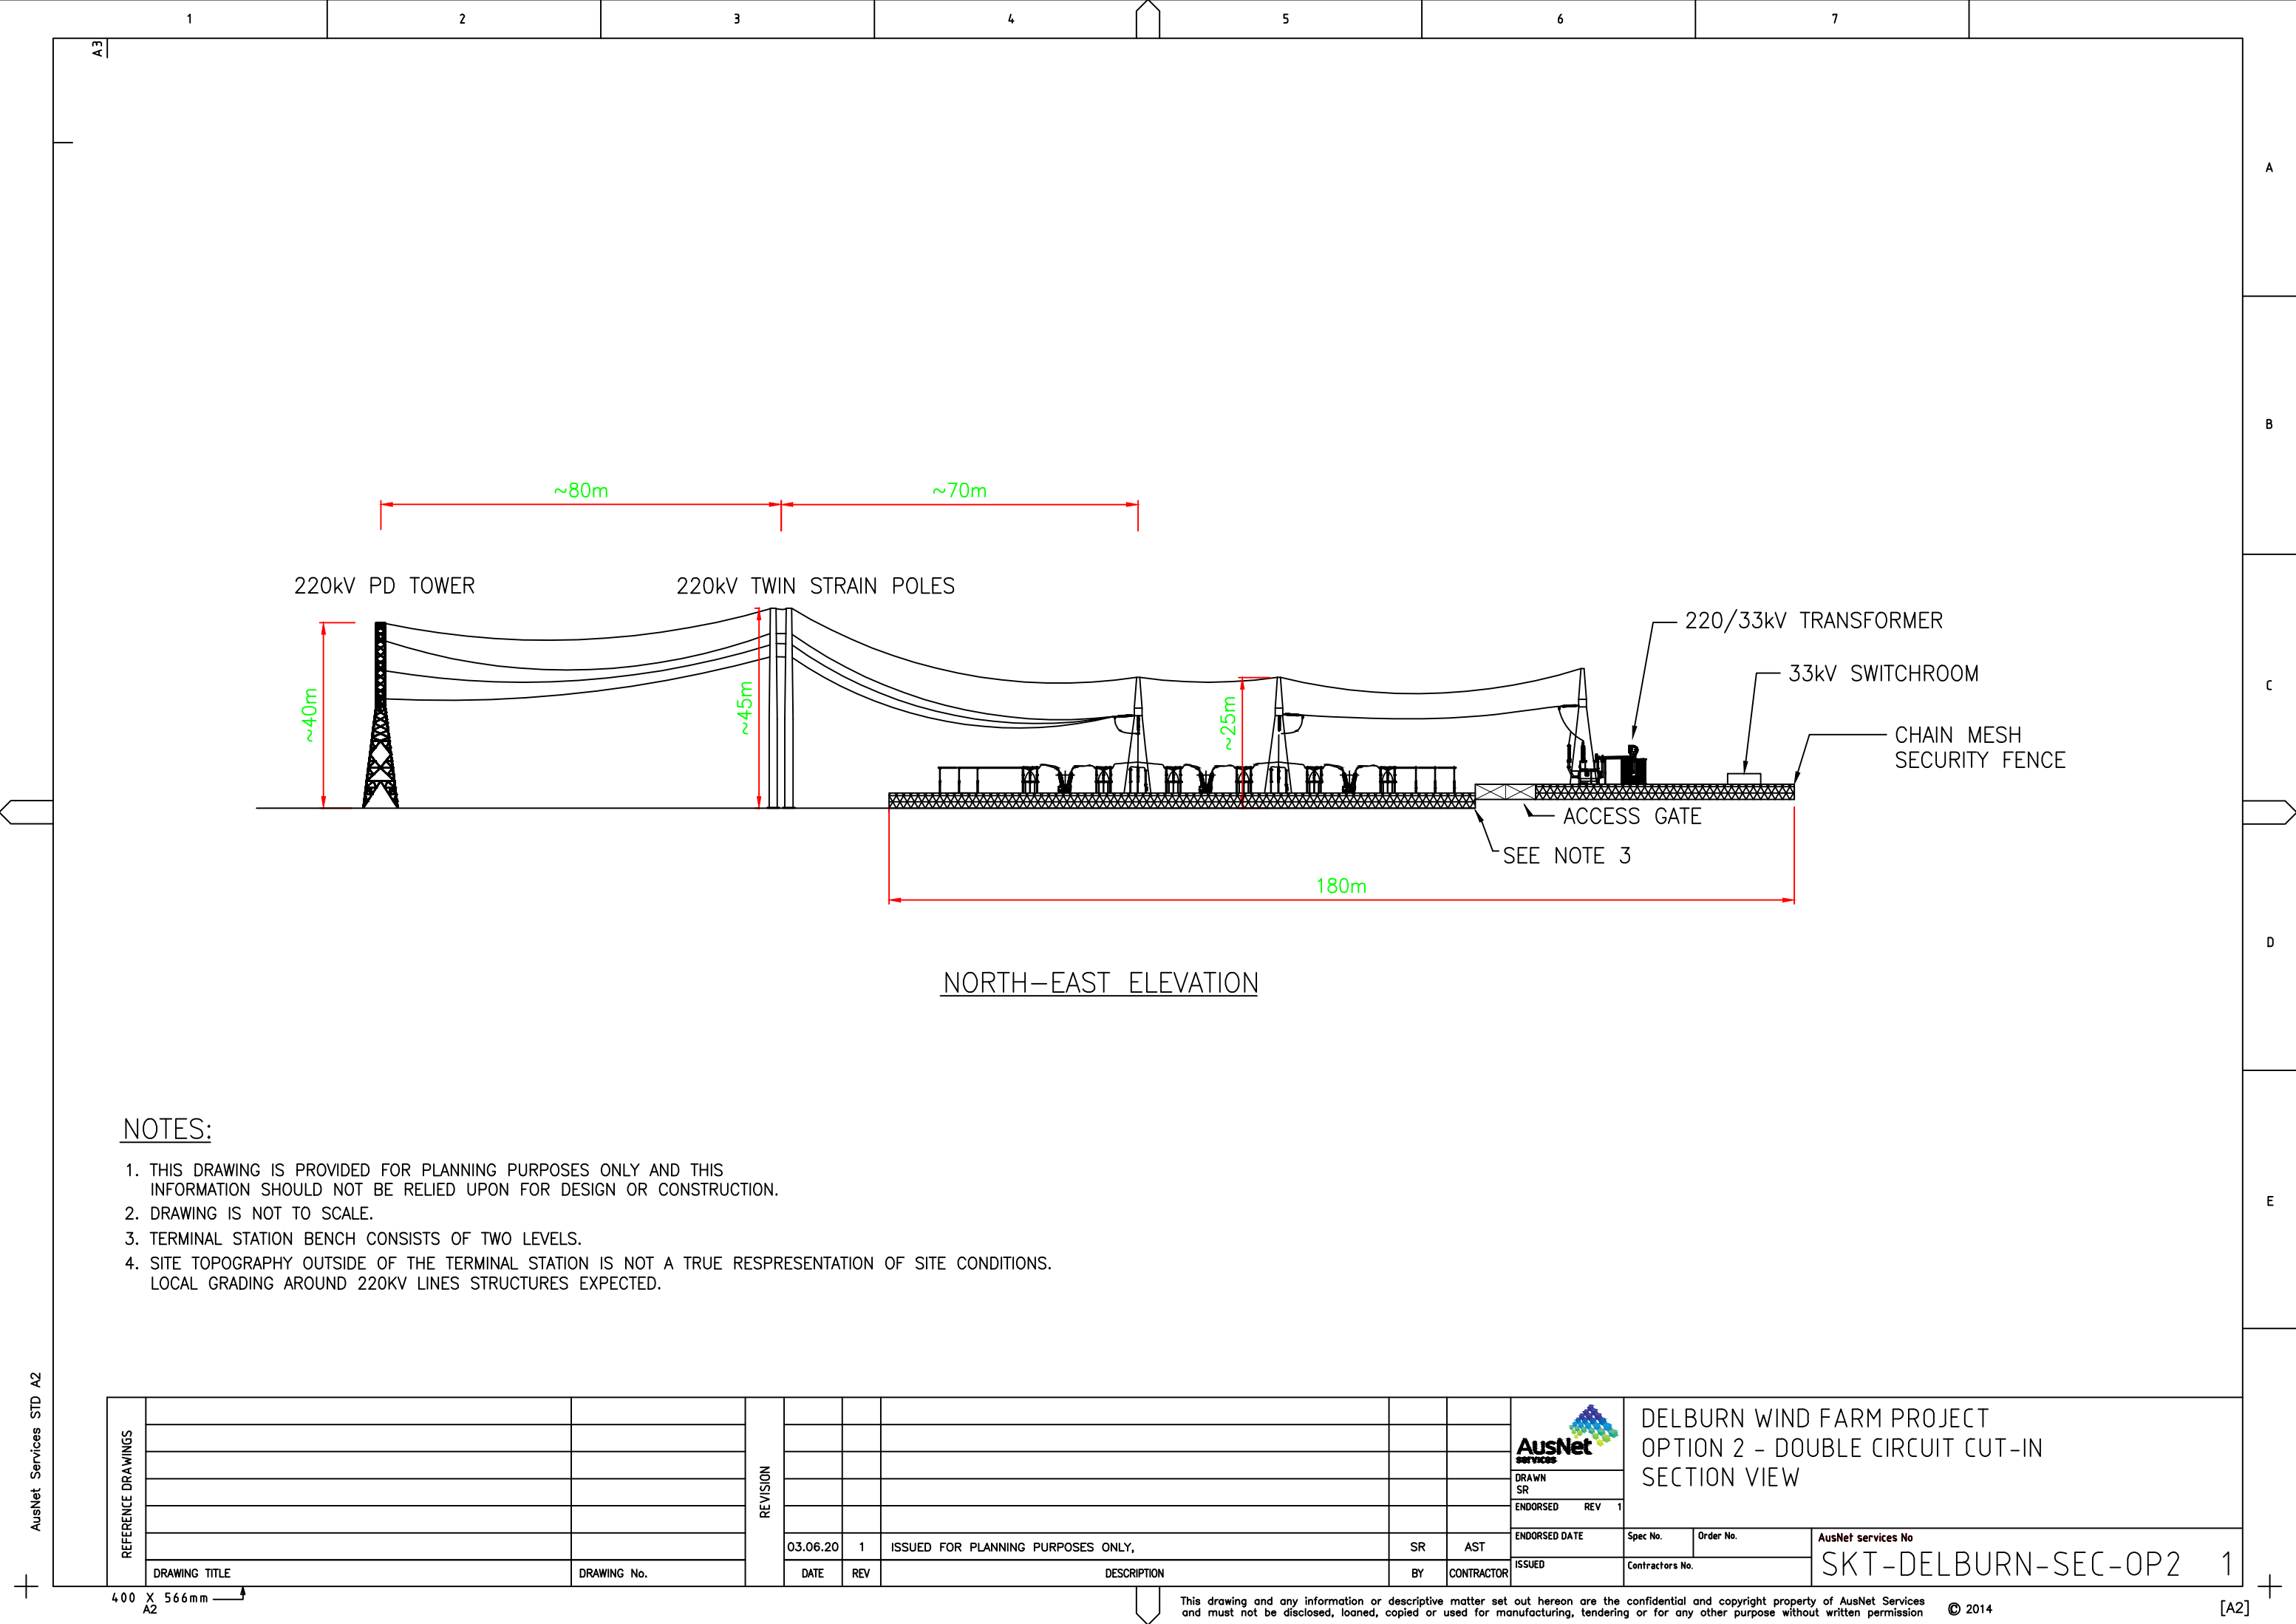 1 2 3 4 5 6 7
A3
A
B
C
D
E
~80m
~70m
220kV PD TOWER
220kV TWIN STRAIN POLES
220/33kV TRANSFORMER
33kV SWITCHROOM
CHAIN MESH
SECURITY FENCE
~40m
~45m
~25m
ACCESS GATE
SEE NOTE 3
180m
NORTH-EAST ELEVATION
NOTES:
1. THIS DRAWING IS PROVIDED FOR PLANNING PURPOSES ONLY AND THIS
INFORMATION SHOULD NOT BE RELIED UPON FOR DESIGN OR CONSTRUCTION.
2. DRAWING IS NOT TO SCALE.
3. TERMINAL STATION BENCH CONSISTS OF TWO LEVELS.
4. SITE TOPOGRAPHY OUTSIDE OF THE TERMINAL STATION IS NOT A TRUE RESPRESENTATION OF SITE CONDITIONS.
LOCAL GRADING AROUND 220KV LINES STRUCTURES EXPECTED.
AusNet Services STD A2
REFERENCE DRAWINGS
DRAWING TITLE
DRAWING No.
REVISION
03.06.20 1 ISSUED FOR PLANNING PURPOSES ONLY, SR AST
DATE REV DESCRIPTION BY CONTRACTOR
AusNet
services
DRAWN
SR
ENDORSED REV 1
ENDORSED DATE
ISSUED
DELBURN WIND FARM PROJECT
OPTION 2 - DOUBLE CIRCUIT CUT-IN
SECTION VIEW
Spec No.
Order No.
Contractors No.
AusNet services No
SKT-DELBURN-SEC-OP2 1
400 X 566mm
A2
This drawing and any information or descriptive matter set out hereon are the confidential and copyright property of AusNet Services
and must not be disclosed, loaned, copied or used for manufacturing, tendering or for any other purpose without written permission
© 2014
[A2]